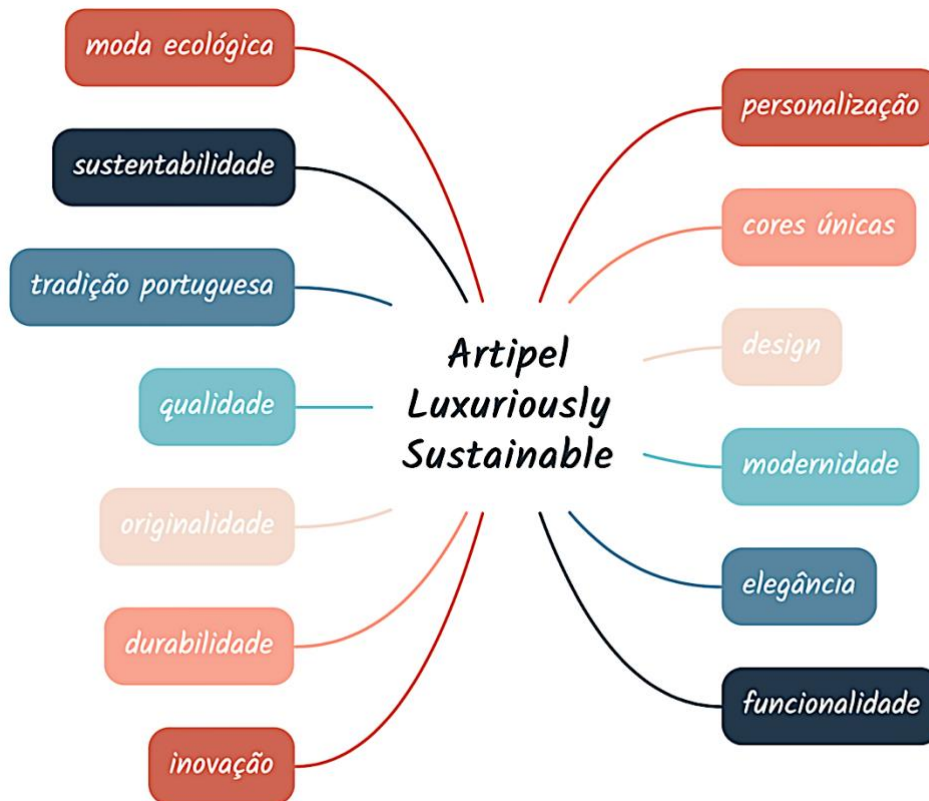 moda ecológica
sustentabilidade
tradição portuguesa
qualidade
originalidade
durabilidade
inovação
Artipel
Luxuriously
Sustainable
personalização
cores únicas
design
modernidade
elegância
funcionalidade